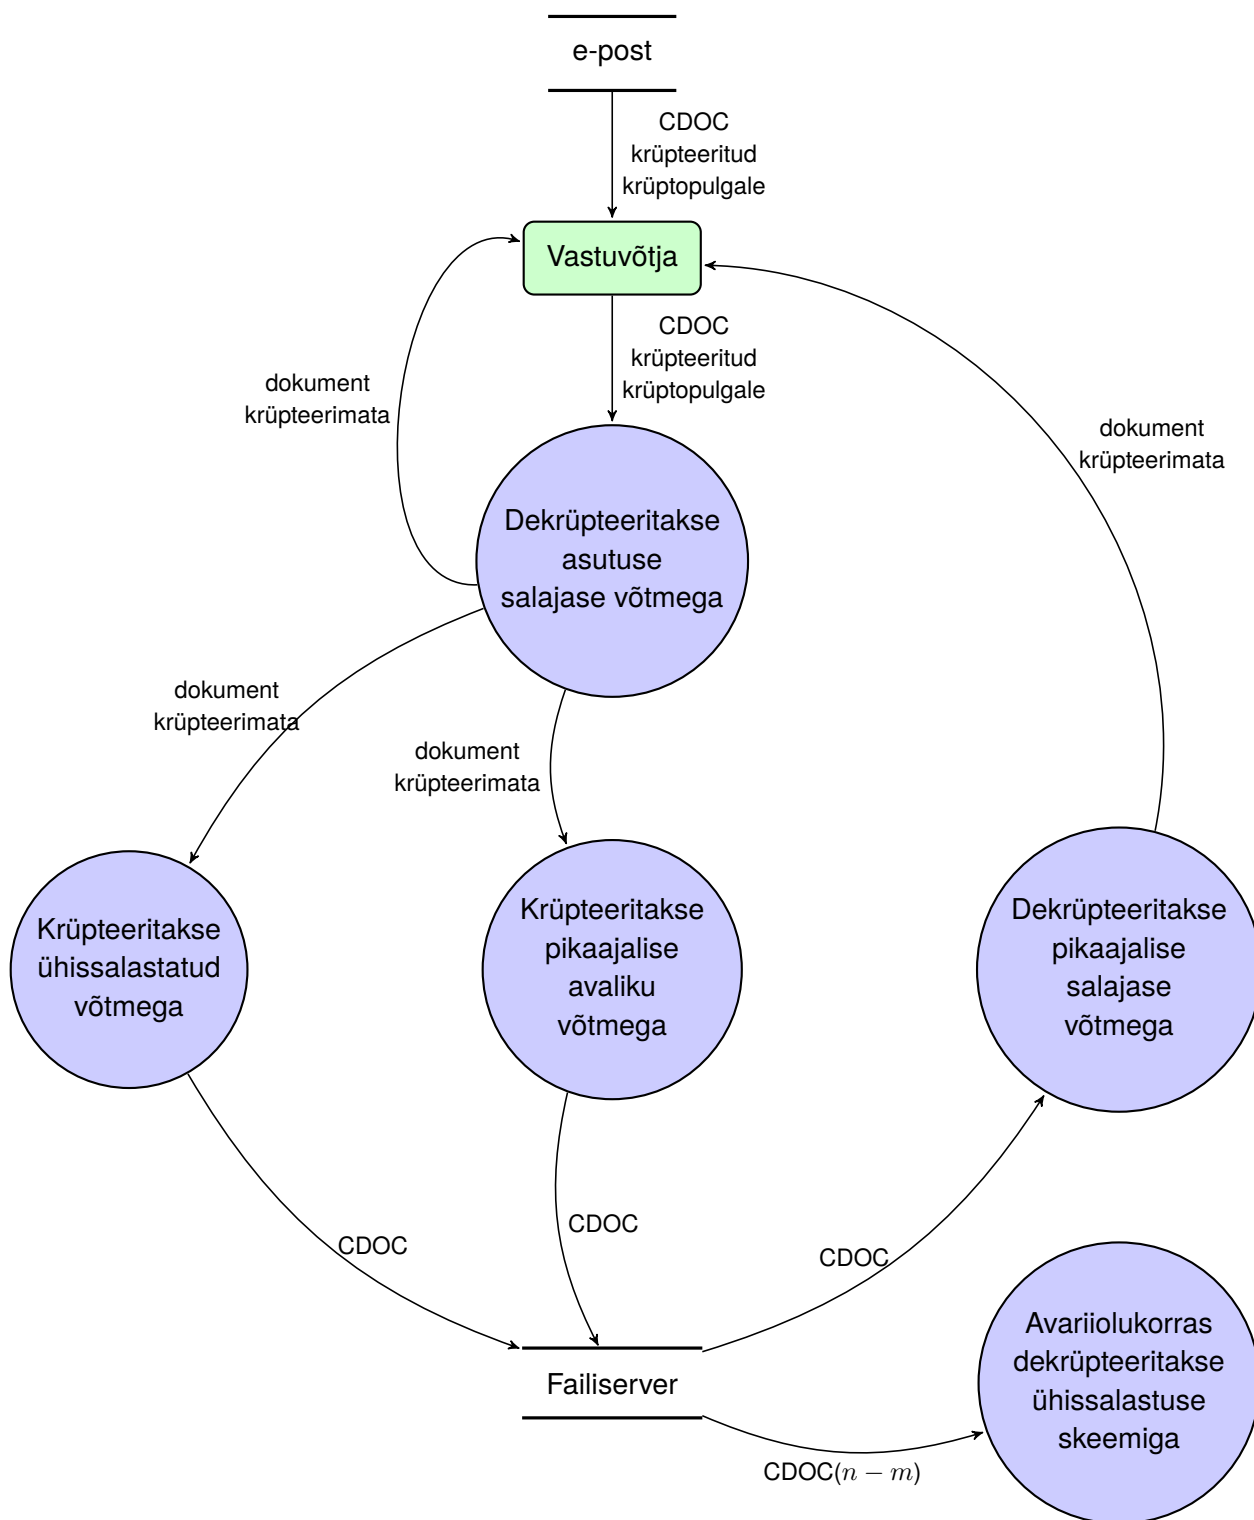 e-post
CDOC
krüpteeritud
krüptopulgale
Vastuvõtja
CDOC
krüpteeritud
krüptopulgale
dokument
krüpteerimata
dokument
krüpteerimata
Dekrüpteeritakse
asutuse
salajase võtmega
dokument
krüpteerimata
dokument
krüpteerimata
Krüpteeritakse
ühissalastatud
võtmega
Krüpteeritakse
pikaajalise
avaliku
võtmega
Dekrüpteeritakse
pikaajalise
salajase
võtmega
CDOC
CDOC
CDOC
Failiserver
Avariiolukorras
dekrüpteeritakse
ühissalastuse
skeemiga
CDOC(n − m)